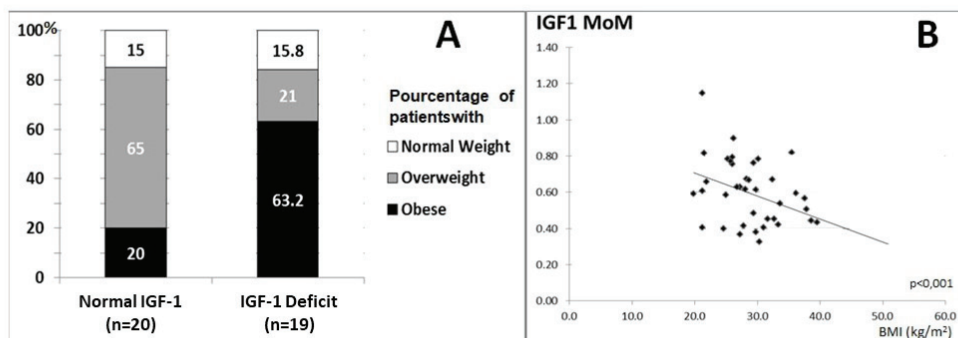 100%
80
60
40
20
0
15
65
20
15.8
21
63.2
Normal IGF-1
(n=20)
IGF-1 Deficit
(n=19)
A
Pourcentage of
patientswith
Normal Weight
Overweight
Obese
IGF1 MoM
B
1.40
1.20
1.00
0.80
0.60
0.40
0.20
0.00
0.0
10.0
20.0
30.0
40.0
50.0
60.0
p<0,001
BMI (kg/m²)